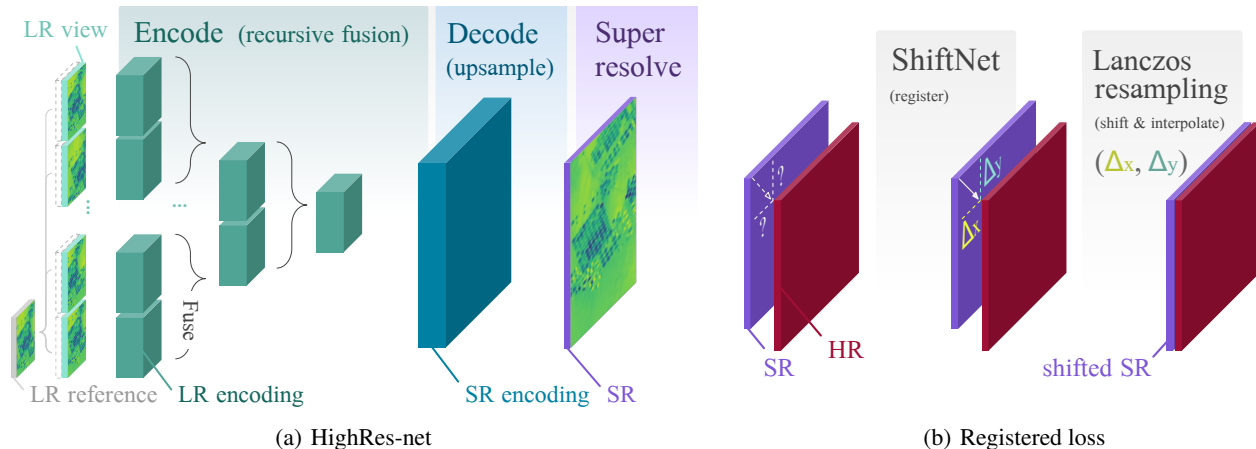 LR view
Encode (recursive fusion)
Decode
(upsample)
Super
resolve
...
...
Fuse
LR reference
LR encoding
SR encoding
SR
(a) HighRes-net
ShiftNet
(register)
Lanczos
resampling
(shift & interpolate)
(Δx, Δy)
?
?
Δy
Δx
SR
HR
shifted SR
(b) Registered loss